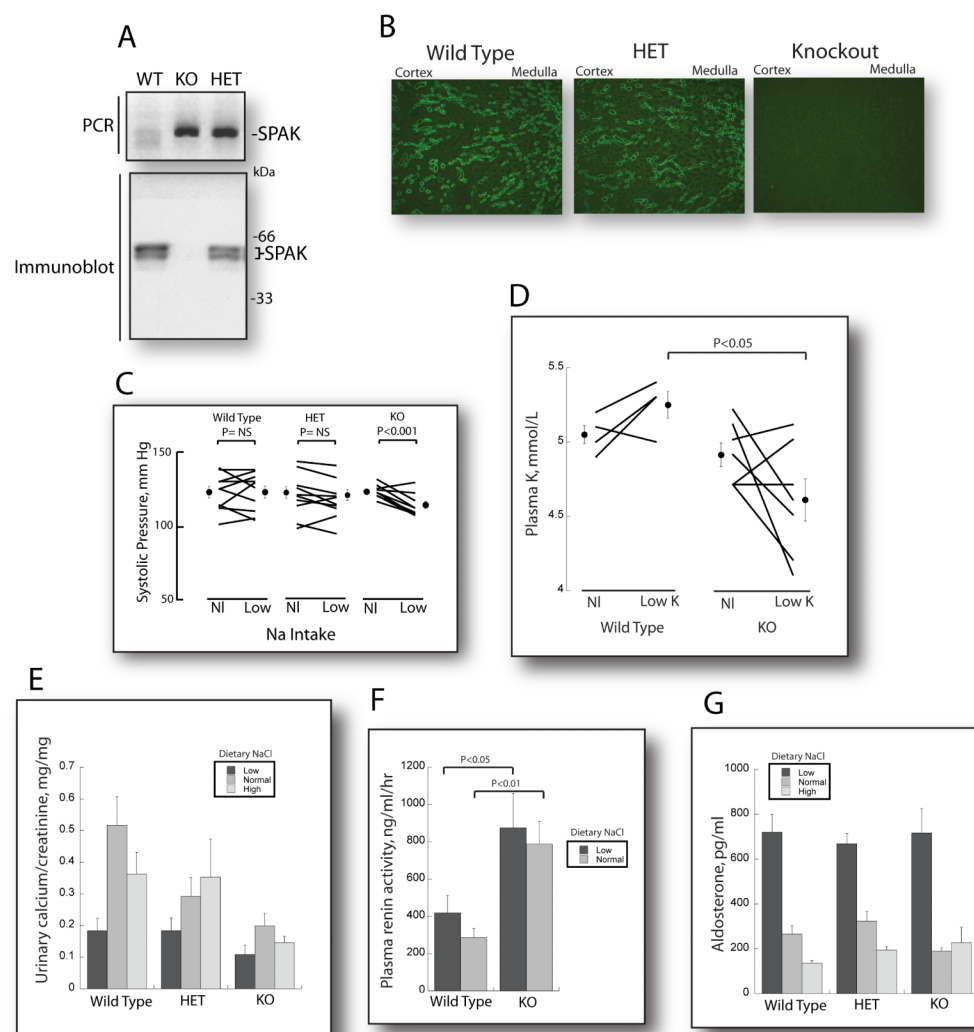 A
WT KO HET
PCR
-SPAK
kDa
-66
SPAK
Immunoblot
-33
B
Wild Type HET Knockout
Cortex Medulla Cortex Medulla Cortex Medulla
C
Wild Type HET KO
P= NS P= NS P<0.001
Systolic Pressure, mm Hg
150
100
50
Nl Low Nl Low Nl Low
Na Intake
D
P<0.05
Plasma K, mmol/L
5.5
5
4.5
4
Nl Low K Nl Low K
Wild Type KO
E
Urinary calcium/creatinine, mg/mg
Dietary NaCl
Low
Normal
High
0.7
0.6
0.5
0.4
0.3
0.2
0.1
0
Wild Type HET KO
F
Plasma renin activity, ng/ml/hr
P<0.05
P<0.01
Dietary NaCl
Low
Normal
1200
1000
800
600
400
200
0
Wild Type KO
G
Aldosterone, pg/ml
Dietary NaCl
Low
Normal
High
1000
800
600
400
200
0
Wild Type HET KO